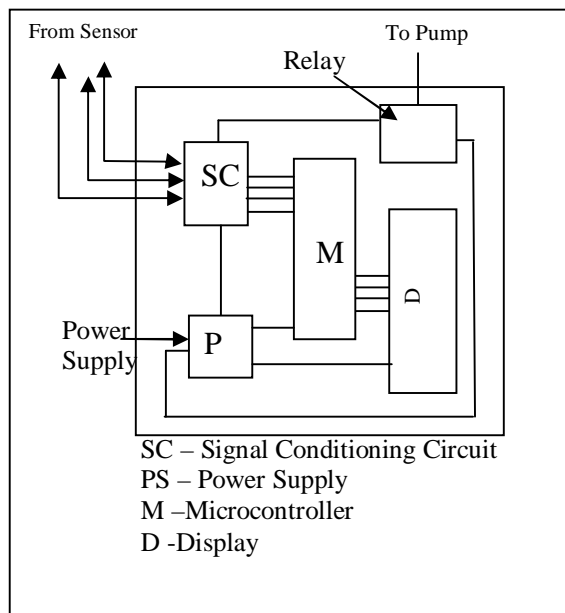 From Sensor
To Pump
Relay
SC
M
D
Power
Supply
P
SC – Signal Conditioning Circuit
PS – Power Supply
M –Microcontroller
D -Display